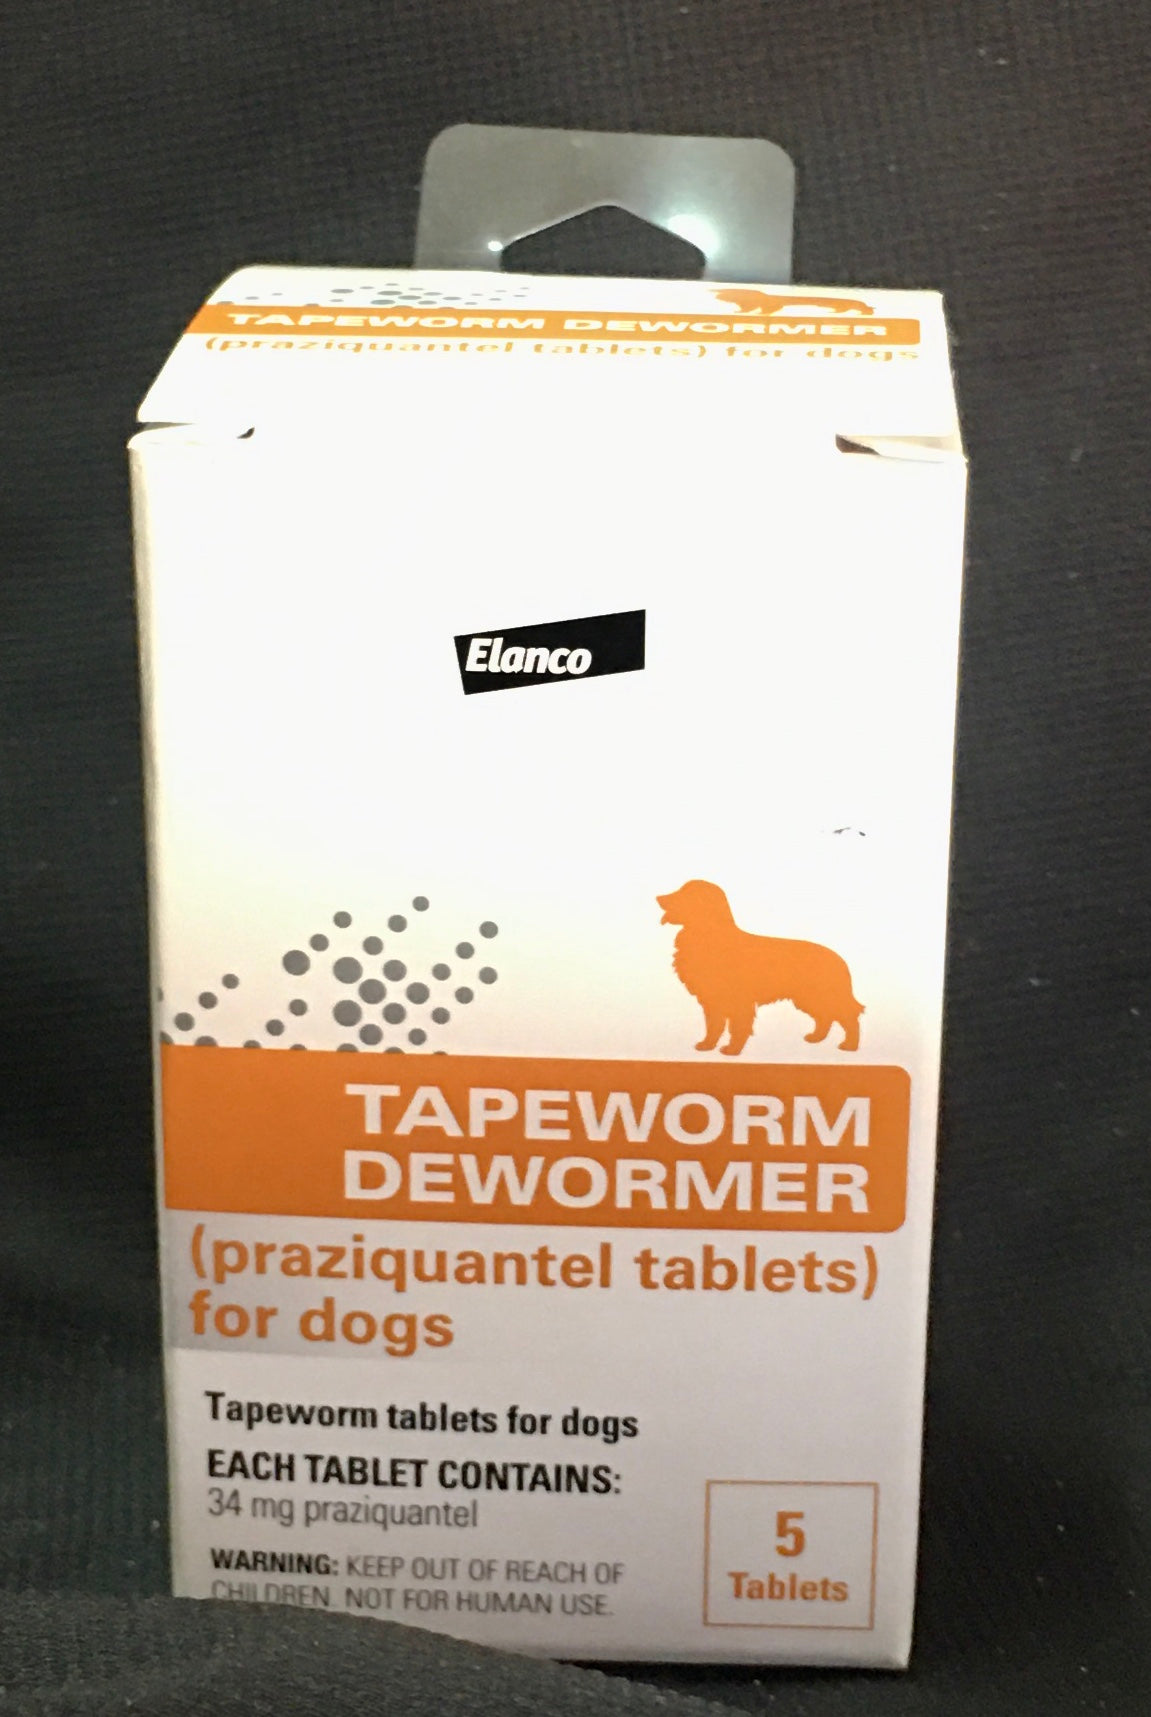 TAPEWORM DEWORMER
(praziquantel tablets) for dogs
Elanco
TAPEWORM
DEWORMER
(praziquantel tablets)
for dogs
Tapeworm tablets for dogs
EACH TABLET CONTAINS:
34 mg praziquantel
WARNING: KEEP OUT OF REACH OF
CHILDREN. NOT FOR HUMAN USE.
5
Tablets